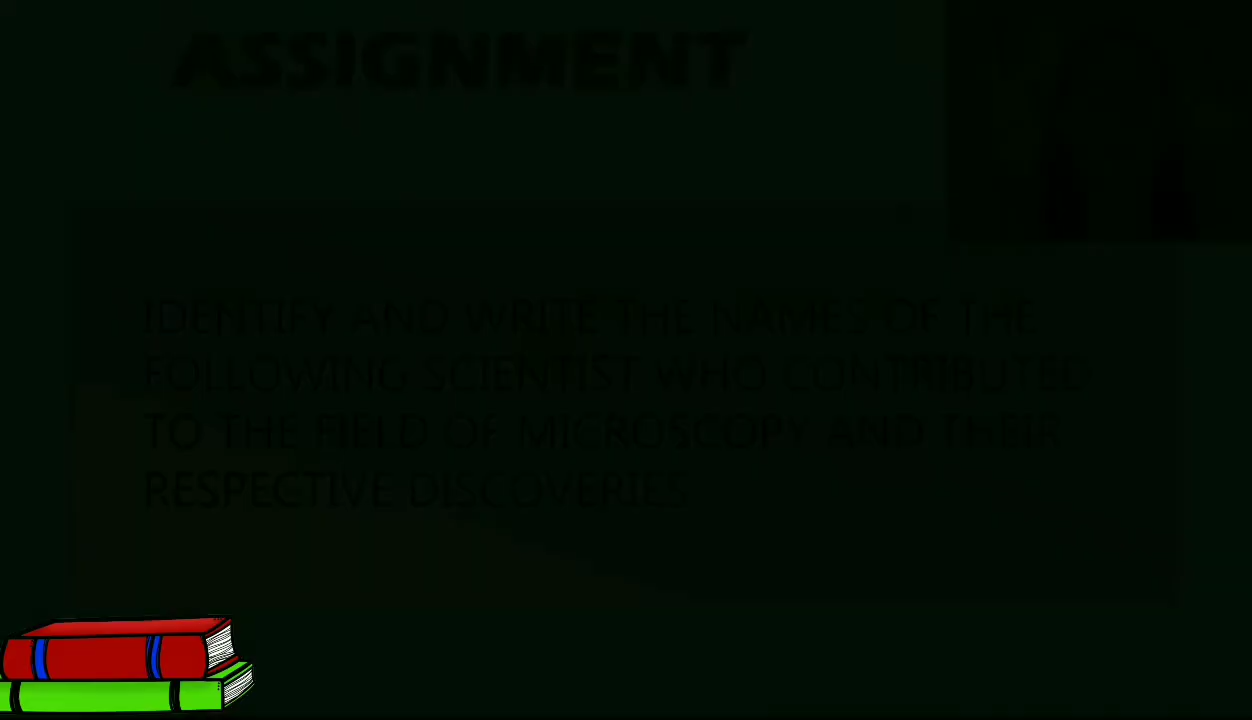 ASSIGNMENT
IDENTIFY AND WRITE THE NAMES OF THE
FOLLOWING SCIENTIST WHO CONTRIBUTED
TO THE FIELD OF MICROSCOPY AND THEIR
RESPECTIVE DISCOVERIES